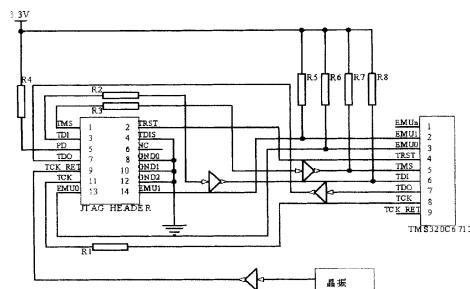 3.3V
R4
R2
R3
R5 R6 R7 R8
TMS 1 2 TRST
TDI 3 4 TDIS
PD 5 6 NC
TDO 7 8 GND0
TCK_RET 9 10 GND1
TCK 11 12 GND2
EMU0 13 14 EMU1
JTAG HEADER
R1
EMUn 1
EMU1 2
EMU0 3
TRST 4
TMS 5
TDI 6
TDO 7
TCK 8
TCK_RET 9
TMS320C6713
晶振